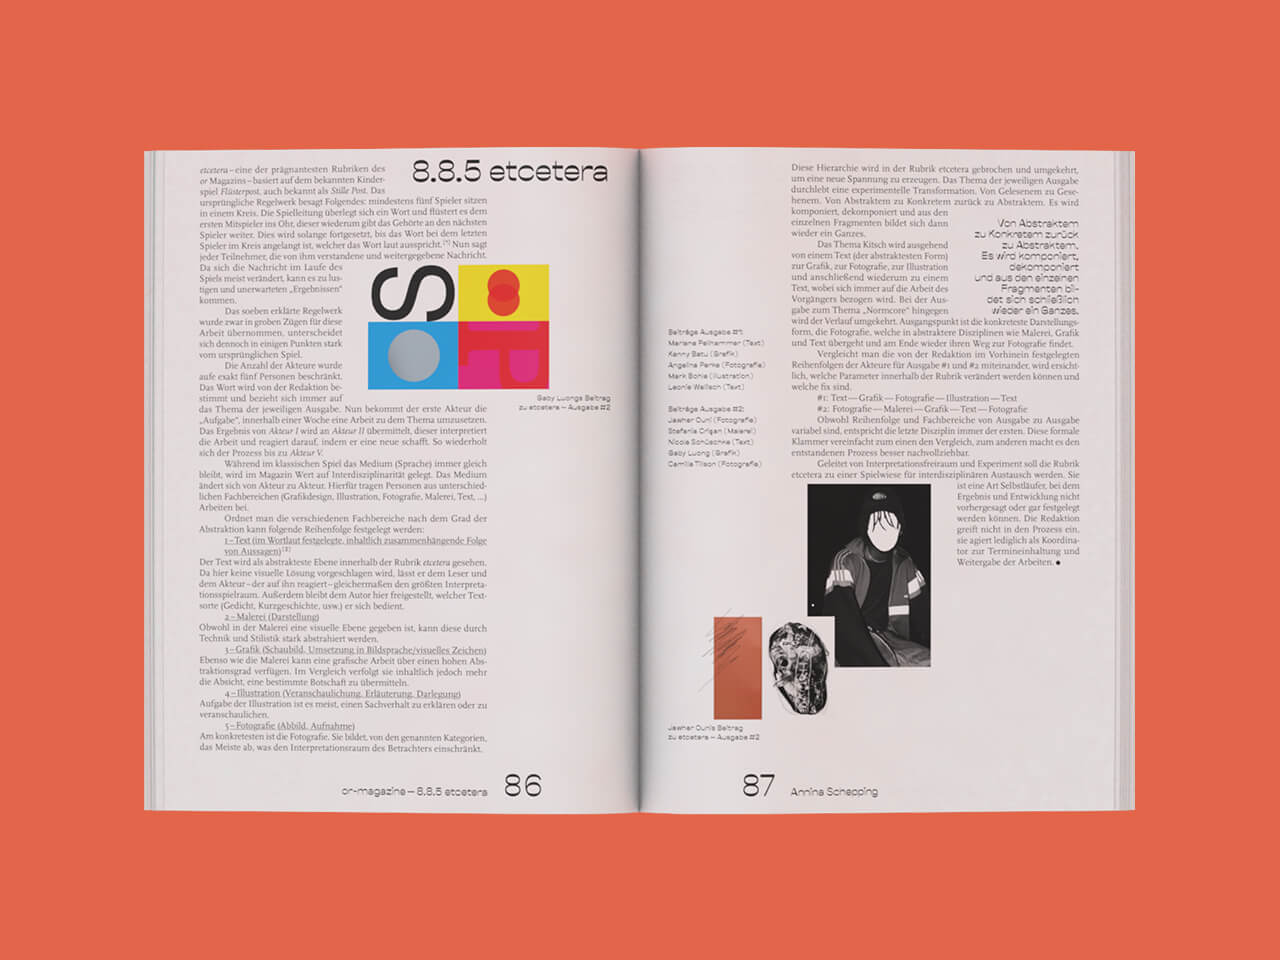 8.8.5 etcetera
etcetera – eine der prägnantesten Rubriken des
or Magazins – basiert auf dem bekannten Kinder-
spiel Flüsterpost, auch bekannt als Stille Post. Das
ursprüngliche Regelwerk besagt Folgendes: mindestens fünf Spieler sitzen
in einem Kreis. Die Spielleitung überlegt sich ein Wort und flüstert es dem
ersten Mitspieler ins Ohr, dieser wiederum gibt das Gehörte an den nächsten
Spieler weiter. Dies wird solange fortgesetzt, bis das Wort bei dem letzten
Spieler im Kreis angelangt ist, welcher das Wort laut ausspricht. Nun sagt
jeder Teilnehmer, die von ihm verstandene und weitergegebene Nachricht.
Da sich die Nachricht im Laufe des
Spiels meist verändert, kann es zu lus-
tigen und unerwarteten „Ergebnissen“
kommen.
Das soeben erklärte Regelwerk
wurde zwar in groben Zügen für diese
Arbeit übernommen, unterscheidet
sich dennoch in einigen Punkten stark
vom ursprünglichen Spiel.
Die Anzahl der Akteure wurde
aufe exakt fünf Personen beschränkt.
Das Wort wird von der Redaktion be-
stimmt und bezieht sich immer auf
das Thema der jeweiligen Ausgabe. Nun bekommt der erste Akteur die
„Aufgabe“, innerhalb einer Woche eine Arbeit zu dem Thema umzusetzen.
Das Ergebnis von Akteur I wird an Akteur II übermittelt, dieser interpretiert
die Arbeit und reagiert darauf, indem er eine neue schafft. So wiederholt
sich der Prozess bis zu Akteur V.
Während im klassischen Spiel das Medium (Sprache) immer gleich
bleibt, wird im Magazin Wert auf Interdisziplinarität gelegt. Das Medium
ändert sich von Akteur zu Akteur. Hierfür tragen Personen aus unterschied-
lichen Fachbereichen (Grafikdesign, Illustration, Fotografie, Malerei, Text, ...)
Arbeiten bei.
Ordnet man die verschiedenen Fachbereiche nach dem Grad der
Abstraktion kann folgende Reihenfolge festgelegt werden:
1 – Text (im Wortlaut festgelegte, inhaltlich zusammenhängende Folge
von Aussagen) [8]
Der Text wird als abstrakteste Ebene innerhalb der Rubrik etcetera gesehen.
Da hier keine visuelle Lösung vorgeschlagen wird, lässt er dem Leser und
dem Akteur – der auf ihn reagiert – gleichermaßen den größten Interpreta-
tionsspielraum. Außerdem bleibt dem Autor hier freigestellt, welcher Text-
sorte (Gedicht, Kurzgeschichte, usw.) er sich bedient.
2 – Malerei (Darstellung)
Obwohl in der Malerei eine visuelle Ebene gegeben ist, kann diese durch
Technik und Stilistik stark abstrahiert werden.
3 – Grafik (Schaubild, Umsetzung in Bildsprache/visuelles Zeichen)
Ebenso wie die Malerei kann eine grafische Arbeit über einen hohen Abs-
traktionsgrad verfügen. Im Vergleich verfolgt sie inhaltlich jedoch mehr
die Absicht, eine bestimmte Botschaft zu übermitteln.
4 – Illustration (Veranschaulichung, Erläuterung, Darlegung)
Aufgabe der Illustration ist es meist, einen Sachverhalt zu erklären oder zu
veranschaulichen.
5 – Fotografie (Abbild, Aufnahme)
Am konkretesten ist die Fotografie. Sie bildet, von den genannten Kategorien,
das Meiste ab, was den Interpretationsraum des Betrachters einschränkt.
Gaby Luongs Beitrag
zu etcetera – Ausgabe #2
or-magazine – 8.8.5 etcetera 86
Diese Hierarchie wird in der Rubrik etcetera gebrochen und umgekehrt,
um eine neue Spannung zu erzeugen. Das Thema der jeweiligen Ausgabe
durchlebt eine experimentelle Transformation. Von Gelesenem zu Gese-
henem. Von Abstraktem zu Konkretem zurück zu Abstraktem. Es wird
komponiert, dekomponiert und aus den
einzelnen Fragmenten bildet sich dann
wieder ein Ganzes.
Das Thema Kitsch wird ausgehend
von einem Text (der abstraktesten Form)
zur Grafik, zur Fotografie, zur Illustration
und anschließend wiederum zu einem
Text, wobei sich immer auf die Arbeit des
Vorgängers bezogen wird. Bei der Aus-
gabe zum Thema „Normcore“ hingegen
wird der Verlauf umgekehrt. Ausgangspunkt ist die konkreteste Darstellungs-
form, die Fotografie, welche in abstraktere Disziplinen wie Malerei, Grafik
und Text übergeht und am Ende wieder ihren Weg zur Fotografie findet.
Vergleicht man die von der Redaktion im Vorhinein festgelegten
Reihenfolgen der Akteure für Ausgabe #1 und #2 miteinander, wird ersicht-
lich, welche Parameter innerhalb der Rubrik verändert werden können und
welche fix sind.
#1: Text — Grafik — Fotografie — Illustration — Text
#2: Fotografie — Malerei — Grafik — Text — Fotografie
Obwohl Reihenfolge und Fachbereiche von Ausgabe zu Ausgabe
variabel sind, entspricht die letzte Disziplin immer der ersten. Diese formale
Klammer vereinfacht zum einen den Vergleich, zum anderen macht es den
entstandenen Prozess besser nachvollziehbar.
Geleitet von Interpretationsfreiraum und Experiment soll die Rubrik
etcetera zu einer Spielwiese für interdisziplinären Austausch werden. Sie
ist eine Art Selbstläufer, bei dem
Ergebnis und Entwicklung nicht
vorhergesagt oder gar festgelegt
werden können. Die Redaktion
greift nicht in den Prozess ein,
sie agiert lediglich als Koordina-
tor zur Termineinhaltung und
Weitergabe der Arbeiten.
Von Abstraktem
zu Konkretem zurück
zu Abstraktem.
Es wird komponiert,
dekomponiert
und aus den einzelnen
Fragmenten bil-
det sich schließlich
wieder ein Ganzes.
Beiträge Ausgabe #1:
Mariane Peilhammer (Text)
Kenny Batu (Grafik)
Angelina Perke (Fotografie)
Mark Bohle (Illustration)
Leonie Wallisch (Text)
Beiträge Ausgabe #2:
Jawher Ouni (Fotografie)
Stefanie Crișan (Malerei)
Nicole Schüschke (Text)
Gaby Luong (Grafik)
Camilla Tilison (Fotografie)
Jawher Ounis Beitrag
zu etcetera – Ausgabe #2
87 Annina Schepping